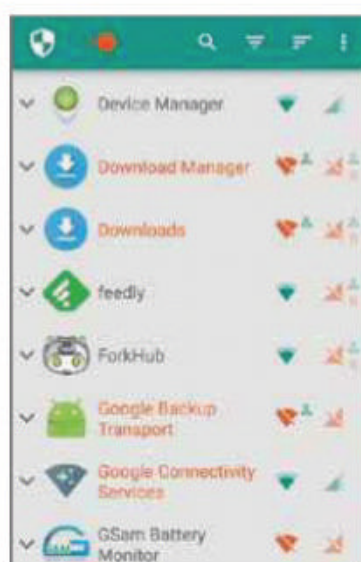 Device Manager
Download Manager
Downloads
feedly
ForkHub
Google Backup
Transport
Google Connectivity
Services
GSam Battery
Monitor